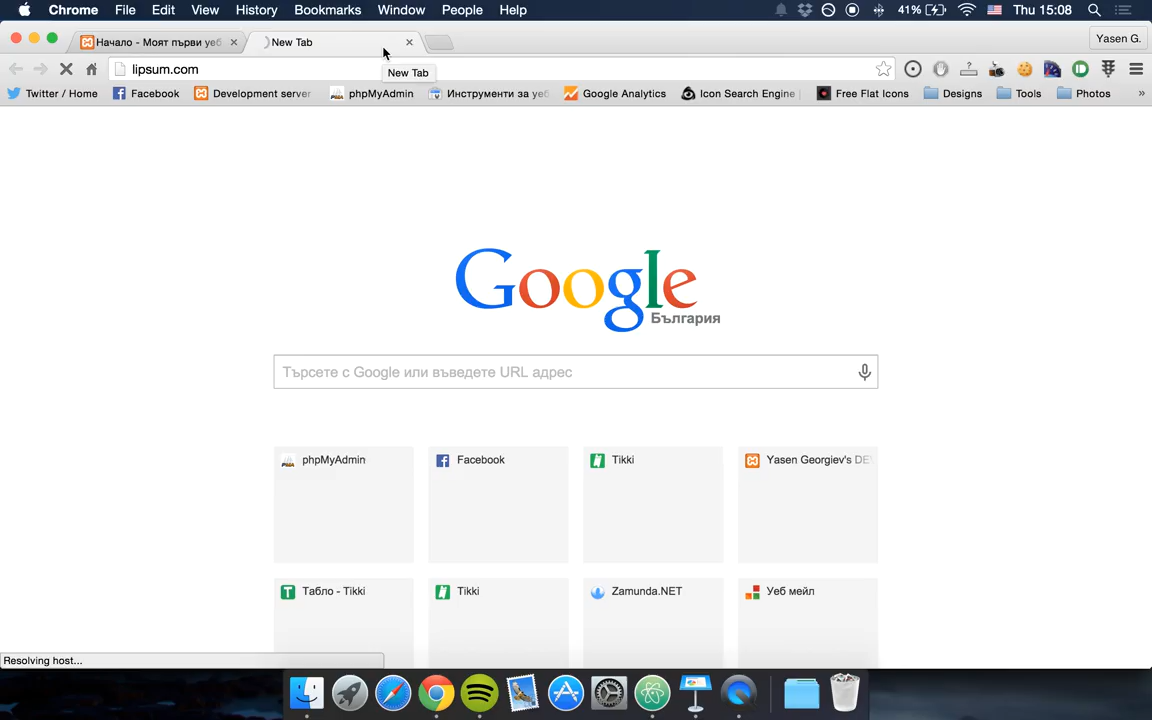 Chrome File Edit View History Bookmarks Window People Help 41% Thu 15:08
Начало - Моят първи уеб New Tab Yasen G.
lipsum.com
New Tab
Twitter / Home Facebook Development server phpMyAdmin Инструменти за уеб Google Analytics Icon Search Engine Free Flat Icons Designs Tools Photos »
Google
България
Търсете с Google или въведете URL адрес
phpMyAdmin Facebook Tikki Yasen Georgiev's DE
Табло - Tikki Tikki Zamunda.NET Уеб мейл
Resolving host...